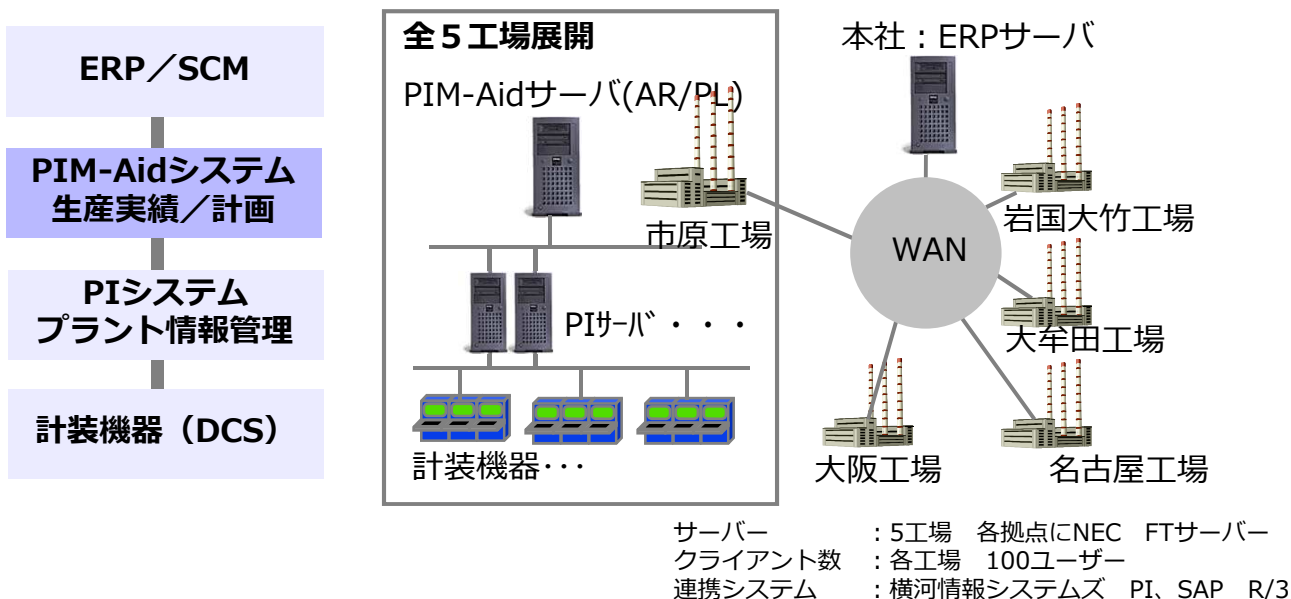 ERP／SCM
PIM-Aidシステム
生産実績／計画
PIシステム
プラント情報管理
計装機器（DCS）
全５工場展開
PIM-Aidサーバ(AR/PL)
市原工場
PIｻｰﾊﾞ・・・
計装機器･･･
本社：ERPサーバ
WAN
岩国大竹工場
大牟田工場
名古屋工場
大阪工場
サーバー　　　：5工場　各拠点にNEC　FTサーバー
クライアント数　：各工場　100ユーザー
連携システム　　：横河情報システムズ　PI、SAP　R/3